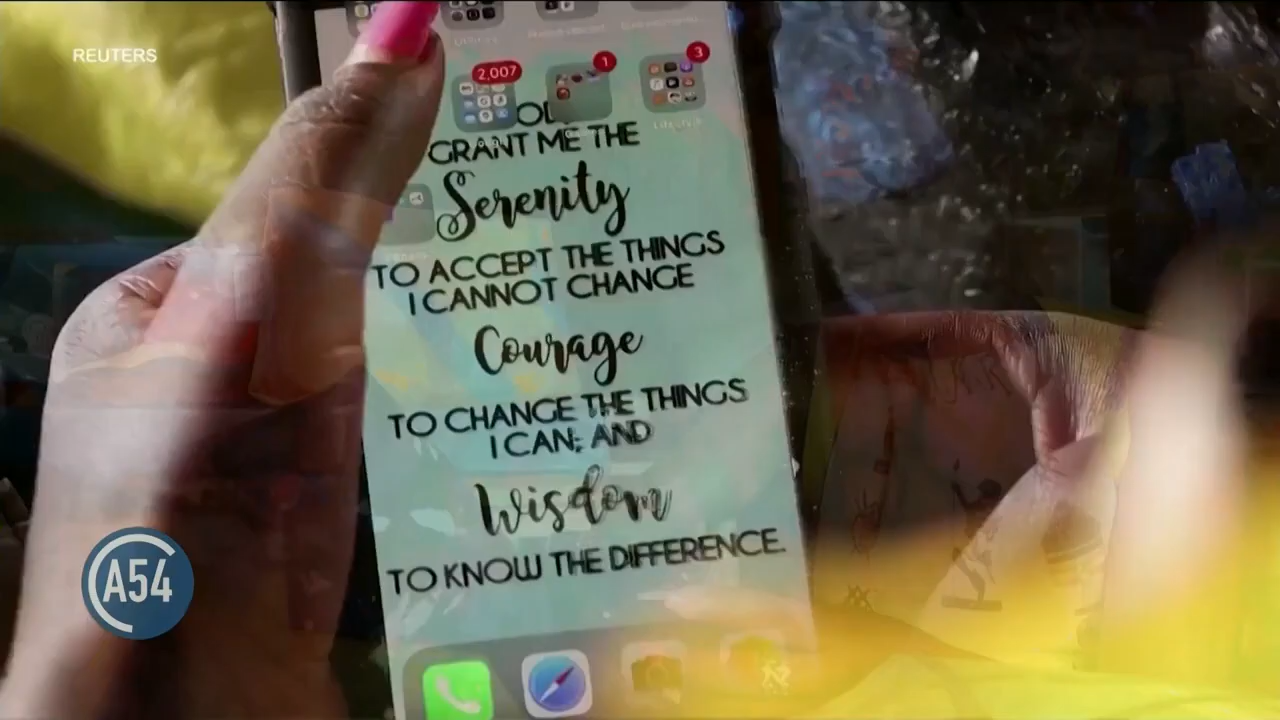 REUTERS
2,007
1
3
GRANT ME THE
Serenity
TO ACCEPT THE THINGS
I CANNOT CHANGE
Courage
TO CHANGE THE THINGS
I CAN; AND
Wisdom
TO KNOW THE DIFFERENCE.
A54